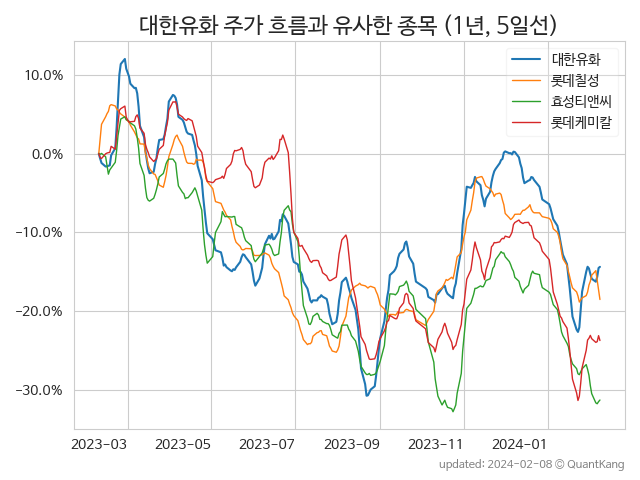 대한유화 주가 흐름과 유사한 종목 (1년, 5일선)
대한유화
롯데칠성
효성티앤씨
롯데케미칼
10.0%
0.0%
−10.0%
−20.0%
−30.0%
2023-03 2023-05 2023-07 2023-09 2023-11 2024-01
updated: 2024-02-08 © QuantKang